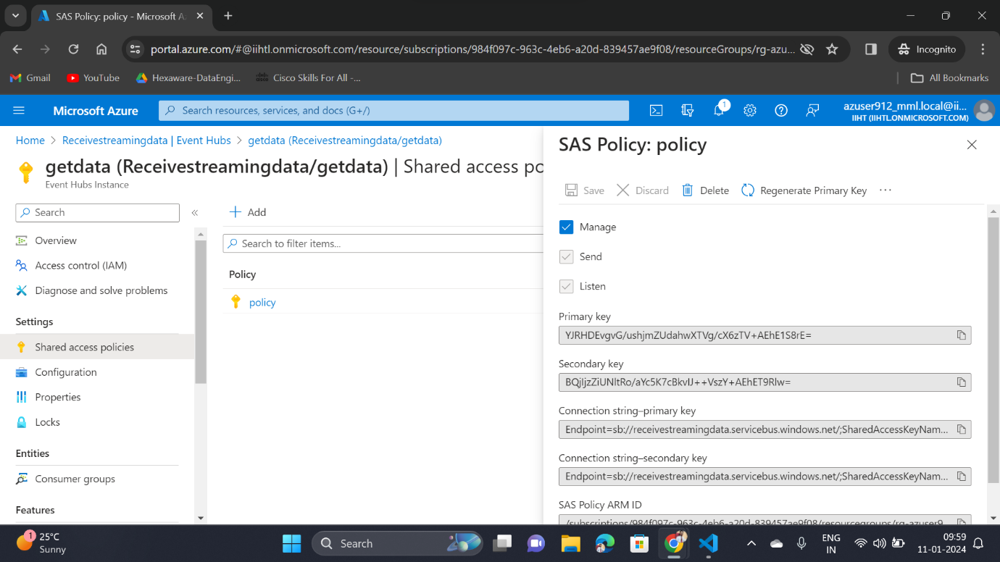 SAS Policy: policy - Microsoft A
portal.azure.com/#@iihtl.onmicrosoft.com/resource/subscriptions/984f097c-963c-4eb6-a20d-839457ae9f08/resourceGroups/rg-azu...
Incognito
Gmail
YouTube
Hexaware-DataEngi...
Cisco Skills For All -...
All Bookmarks
Microsoft Azure
Search resources, services, and docs (G+/)
1
azuser912_mml.local@ii...
IIHT (IIHTL.ONMICROSOFT.COM)
Home > Receivestreamingdata | Event Hubs > getdata (Receivestreamingdata/getdata)
getdata (Receivestreamingdata/getdata) | Shared access po
Event Hubs Instance
Search
Overview
Access control (IAM)
Diagnose and solve problems
Settings
Shared access policies
Configuration
Properties
Locks
Entities
Consumer groups
Features
Add
Search to filter items...
Policy
policy
SAS Policy: policy
Save
Discard
Delete
Regenerate Primary Key
...
Manage
Send
Listen
Primary key
YJRHDEvgvG/ushjmZUdahwXTVg/cX6zTV+AEhE1S8rE=
Secondary key
Connection string–primary key
Endpoint=sb://receivestreamingdata.servicebus.windows.net/;SharedAccessKeyNam...
Connection string–secondary key
Endpoint=sb://receivestreamingdata.servicebus.windows.net/;SharedAccessKeyNam...
SAS Policy ARM ID
/subscriptions/984f097c-963c-4eb6-a20d-839457ae9f08/resourcegroups/rg-azuser9...
1
25°C
Sunny
Search
ENG
IN
09:59
11-01-2024